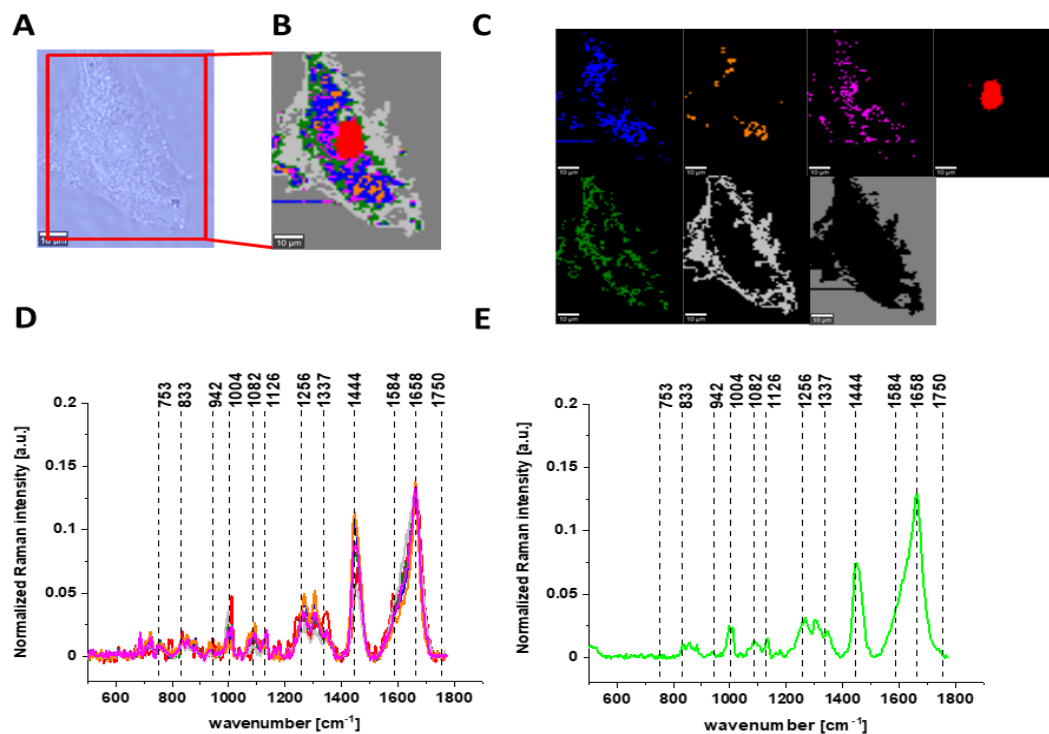 A
B
C
10 µm
10 µm
10 µm
10 µm
10 µm
10 µm
10 µm
10 µm
10 µm
D
E
753
833
942
1004
1082
1126
1256
1337
1444
1584
1658
1750
0.2
0.15
0.1
0.05
0
Normalized Raman intensity [a.u.]
600
800
1000
1200
1400
1600
1800
wavenumber [cm⁻¹]
753
833
942
1004
1082
1126
1256
1337
1444
1584
1658
1750
0.2
0.15
0.1
0.05
0
Normalized Raman intensity [a.u.]
600
800
1000
1200
1400
1600
1800
wavenumber [cm⁻¹]